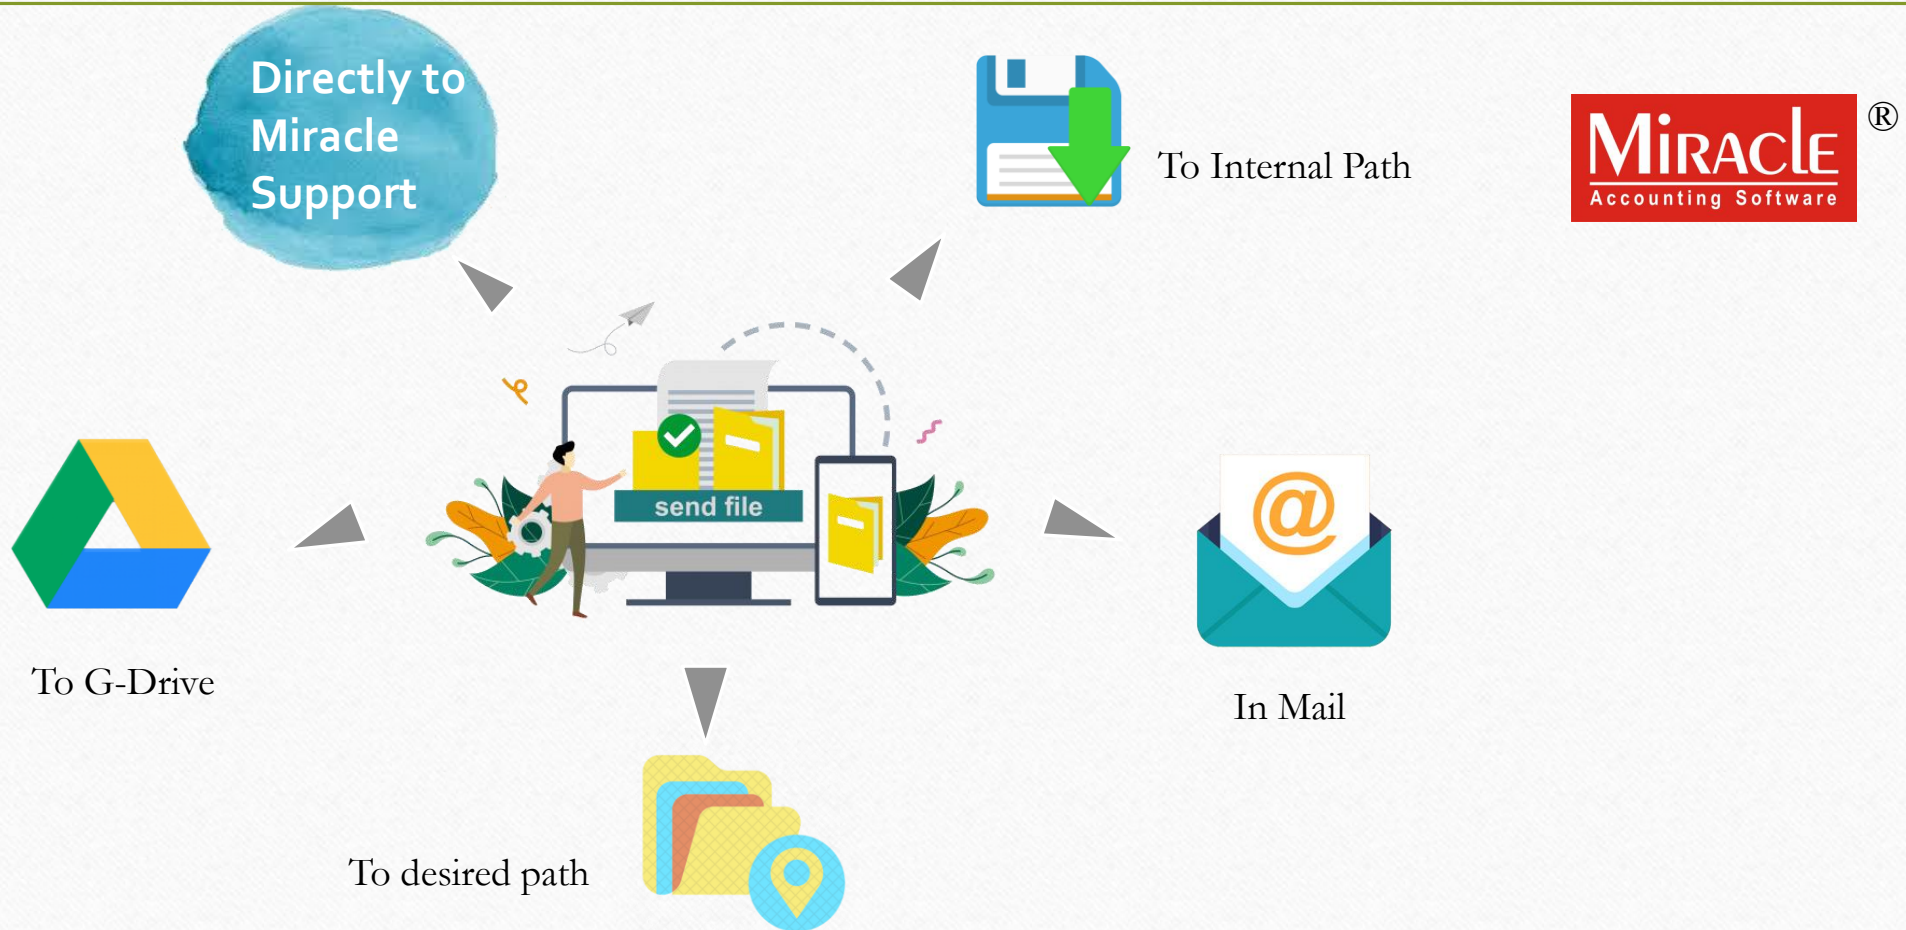 Directly to
Miracle
Support
To Internal Path
MiRAClE ®
Accounting Software
send file
@
To G-Drive
In Mail
To desired path